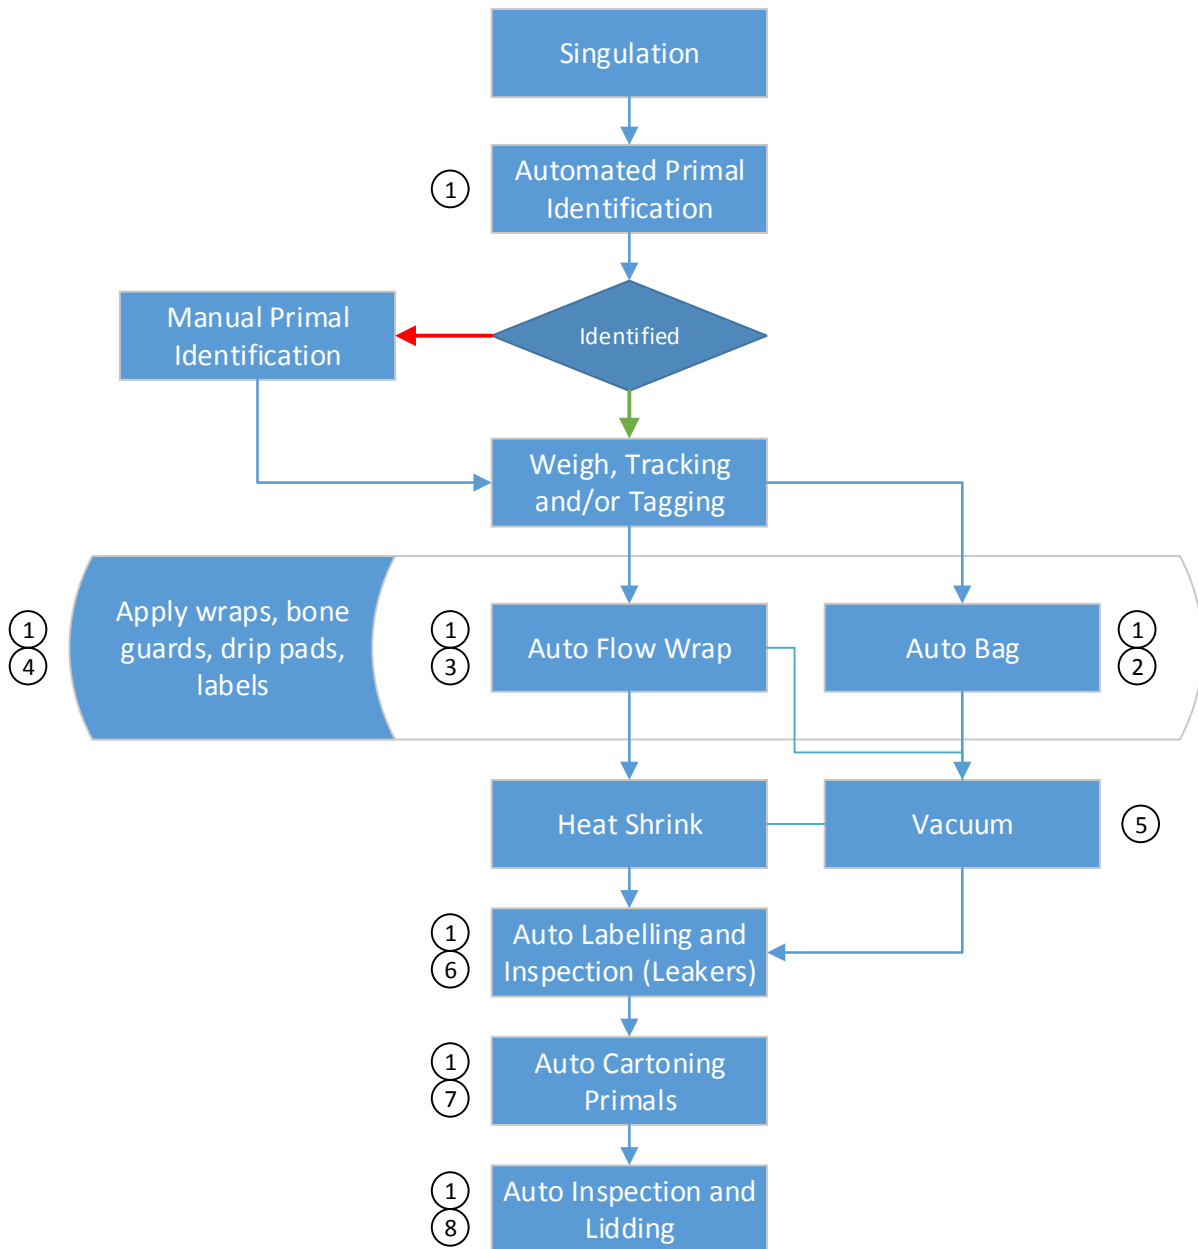 Singulation
1
Automated Primal
Identification
Manual Primal
Identification
Identified
Weigh, Tracking
and/or Tagging
1
4
Apply wraps, bone
guards, drip pads,
labels
1
3
Auto Flow Wrap
Auto Bag
1
2
Heat Shrink
Vacuum
5
1
6
Auto Labelling and
Inspection (Leakers)
1
7
Auto Cartoning
Primals
1
8
Auto Inspection and
Lidding